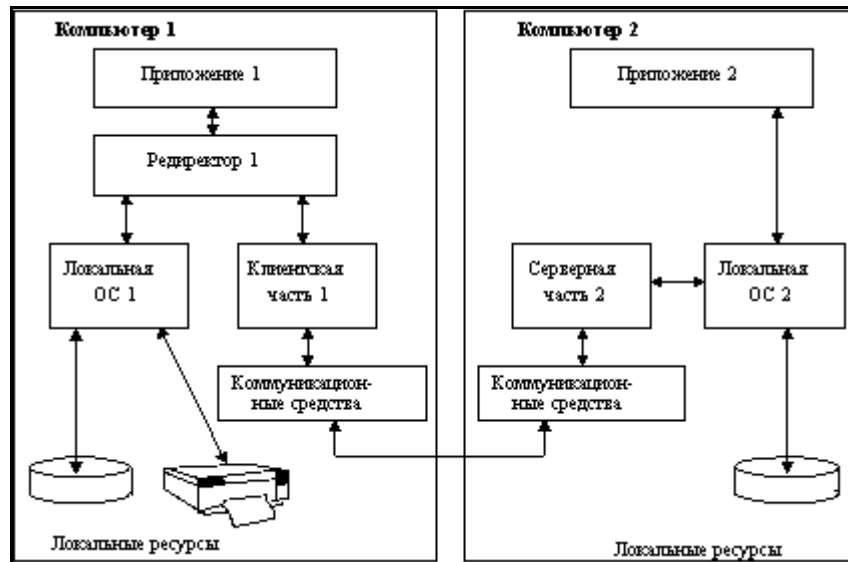 Компьютер 1
Приложение 1
Редиректор 1
Локальная
ОС 1
Клиентская
часть 1
Коммуникацион-
ные средства
Локальные ресурсы
Компьютер 2
Приложение 2
Серверная
часть 2
Локальная
ОС 2
Коммуникацион-
ные средства
Локальные ресурсы